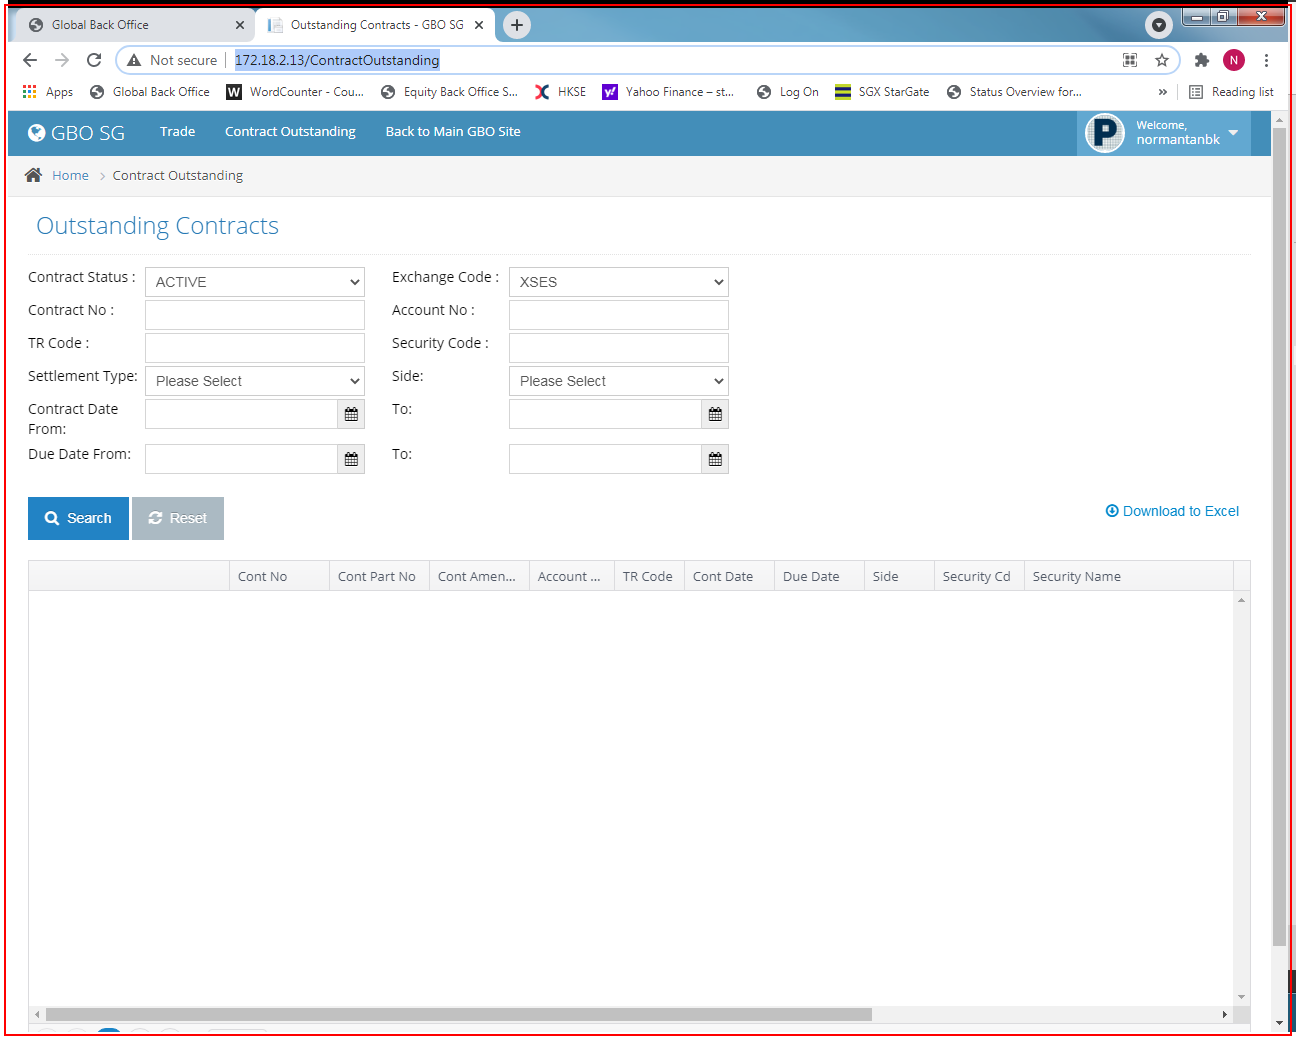 Global Back Office
Outstanding Contracts - GBO SG
Not secure
172.18.2.13/ContractOutstanding
N
Apps
Global Back Office
W WordCounter - Cou...
Equity Back Office S...
HKSE
y! Yahoo Finance – st...
Log On
SGX StarGate
Status Overview for...
»
Reading list
GBO SG
Trade
Contract Outstanding
Back to Main GBO Site
P
Welcome,
normantanbk
Home > Contract Outstanding
Outstanding Contracts
Contract Status : ACTIVE
Exchange Code : XSES
Contract No :
Account No :
TR Code :
Security Code :
Settlement Type: Please Select
Side: Please Select
Contract Date
From:
To:
Due Date From:
To:
Search
Reset
Download to Excel
Cont No
Cont Part No
Cont Amen...
Account ...
TR Code
Cont Date
Due Date
Side
Security Cd
Security Name